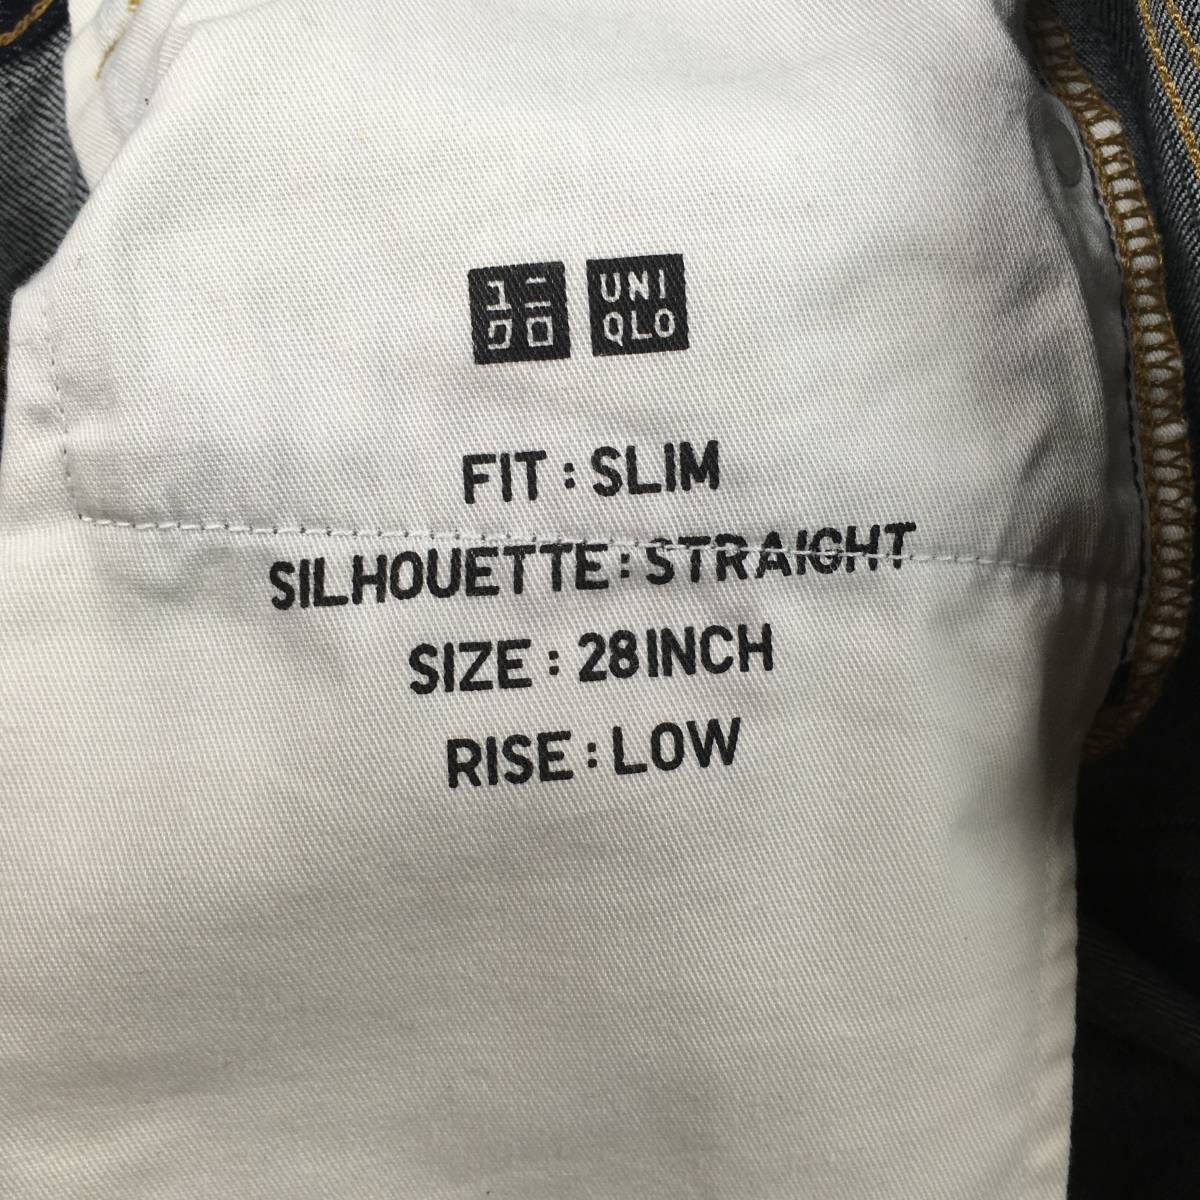 ユニ
クロ
UNI
QLO
FIT : SLIM
SILHOUETTE : STRAIGHT
SIZE : 28INCH
RISE : LOW